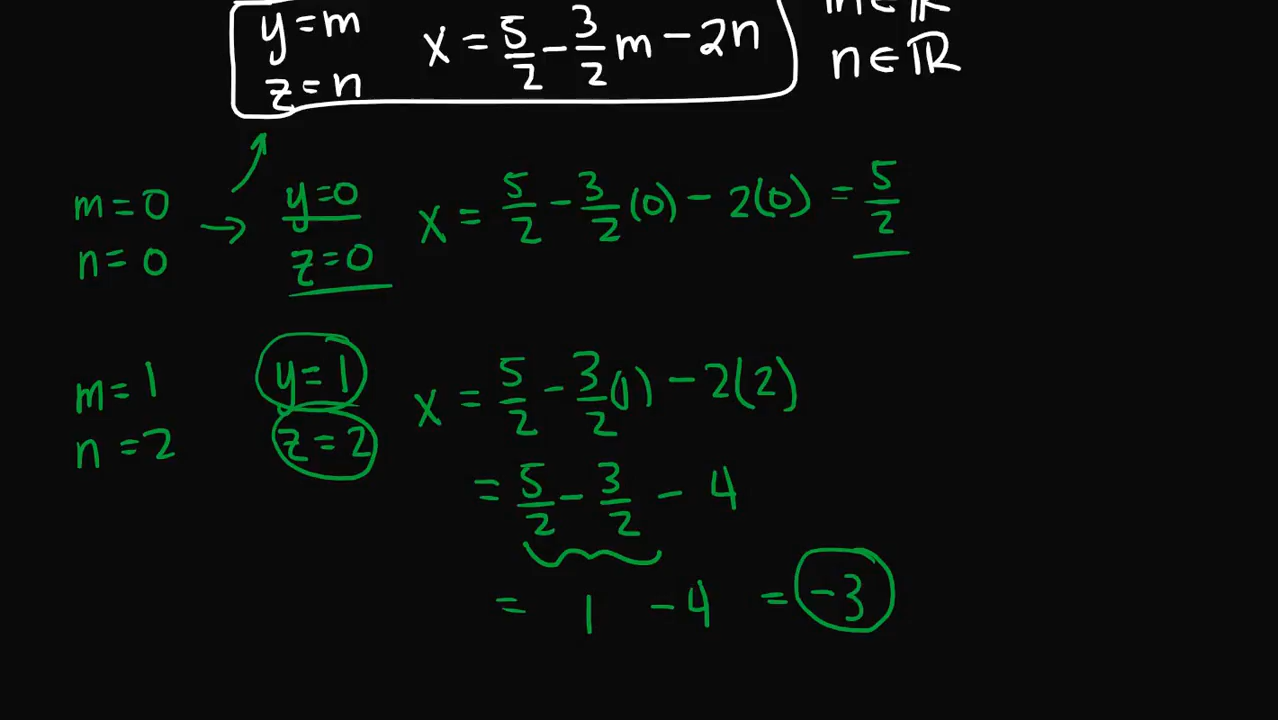 m ∈ ℝ
y = m
x = 5/2 - 3/2 m - 2n
n ∈ ℝ
z = n
m = 0
n = 0
→
y = 0
z = 0
x = 5/2 - 3/2 (0) - 2(0) = 5/2
m = 1
n = 2
y = 1
z = 2
x = 5/2 - 3/2 (1) - 2(2)
= 5/2 - 3/2 - 4
= 1 - 4 = -3